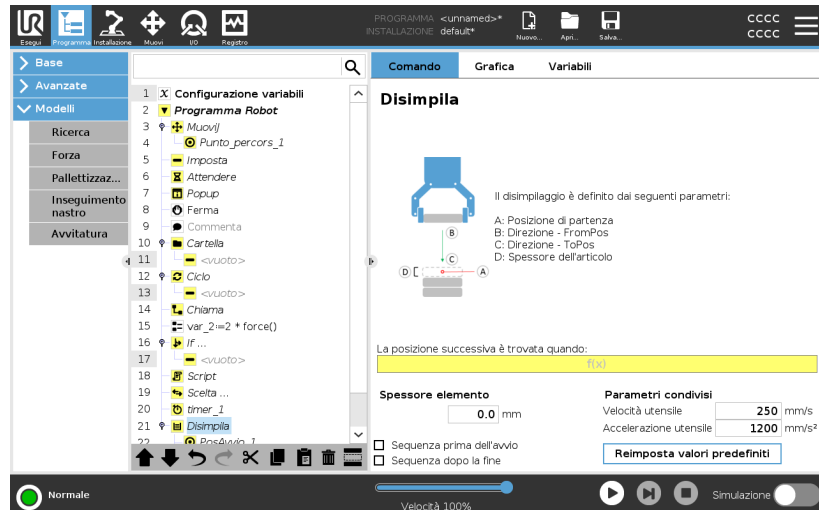 PROGRAMMA <unnamed>*
INSTALLAZIONE default*
Nuovo... Apri... Salva...
cccc
cccc
Esegui Programma Installazione Muovi I/O Registro
Base
Avanzate
Modelli
Ricerca
Forza
Pallettizzaz...
Inseguimento
nastro
Avvitatura
1 X Configurazione variabili
2 Programma Robot
3 MuoviJ
4 Punto_percors_1
5 Imposta
6 Attendere
7 Popup
8 Ferma
9 Commenta
10 Cartella
11 <vuoto>
12 Ciclo
13 <vuoto>
14 Chiama
15 var_2:=2 * force()
16 If ...
17 <vuoto>
18 Script
19 Scelta ...
20 timer_1
21 Disimpila
22 PosAvvio_1
Comando Grafica Variabili
Disimpila
B
C
D
A
Il disimpilaggio è definito dai seguenti parametri:
A: Posizione di partenza
B: Direzione - FromPos
C: Direzione - ToPos
D: Spessore dell'articolo
La posizione successiva è trovata quando:
f(x)
Spessore elemento
0.0 mm
Sequenza prima dell'avvio
Sequenza dopo la fine
Parametri condivisi
Velocità utensile 250 mm/s
Accelerazione utensile 1200 mm/s²
Reimposta valori predefiniti
Normale
Velocità 100%
Simulazione